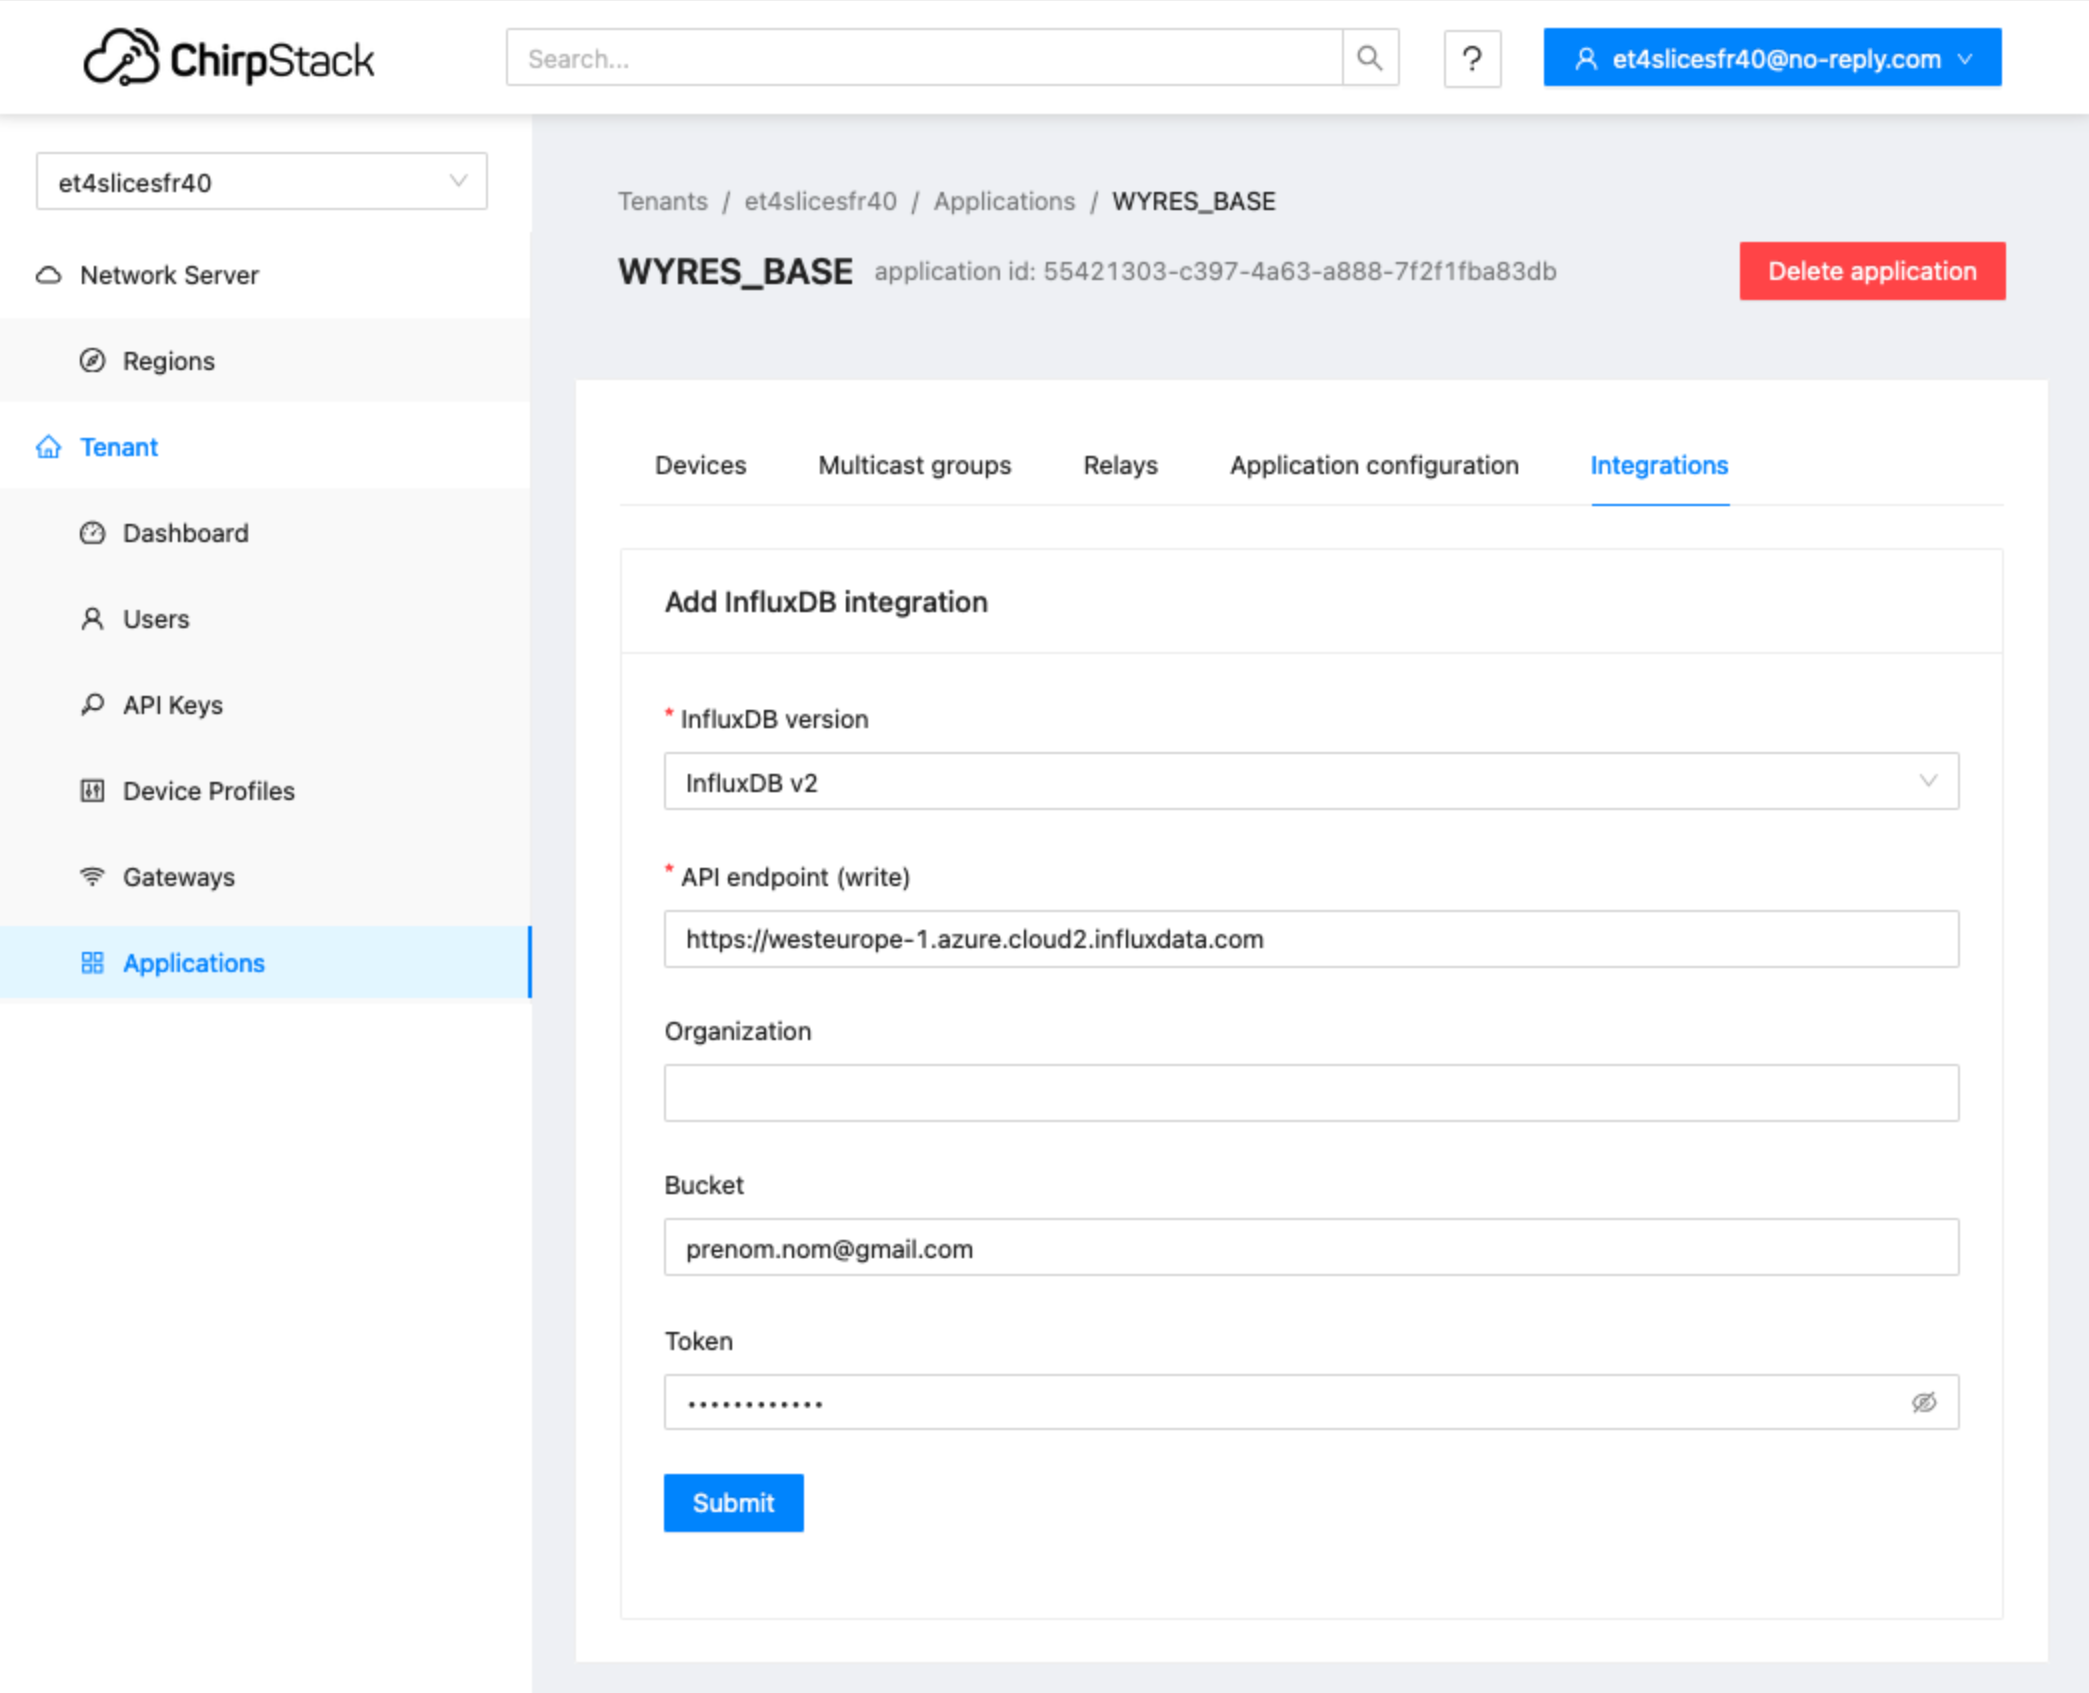 ChirpStack
Search...
?
et4slicesfr40@no-reply.com
et4slicesfr40
Network Server
Regions
Tenant
Dashboard
Users
API Keys
Device Profiles
Gateways
Applications
Tenants / et4slicesfr40 / Applications / WYRES_BASE
WYRES_BASE application id: 55421303-c397-4a63-a888-7f2f1fba83db
Delete application
Devices Multicast groups Relays Application configuration Integrations
Add InfluxDB integration
* InfluxDB version
InfluxDB v2
* API endpoint (write)
https://westeurope-1.azure.cloud2.influxdata.com
Organization
Bucket
prenom.nom@gmail.com
Token
••••••••••••
Submit